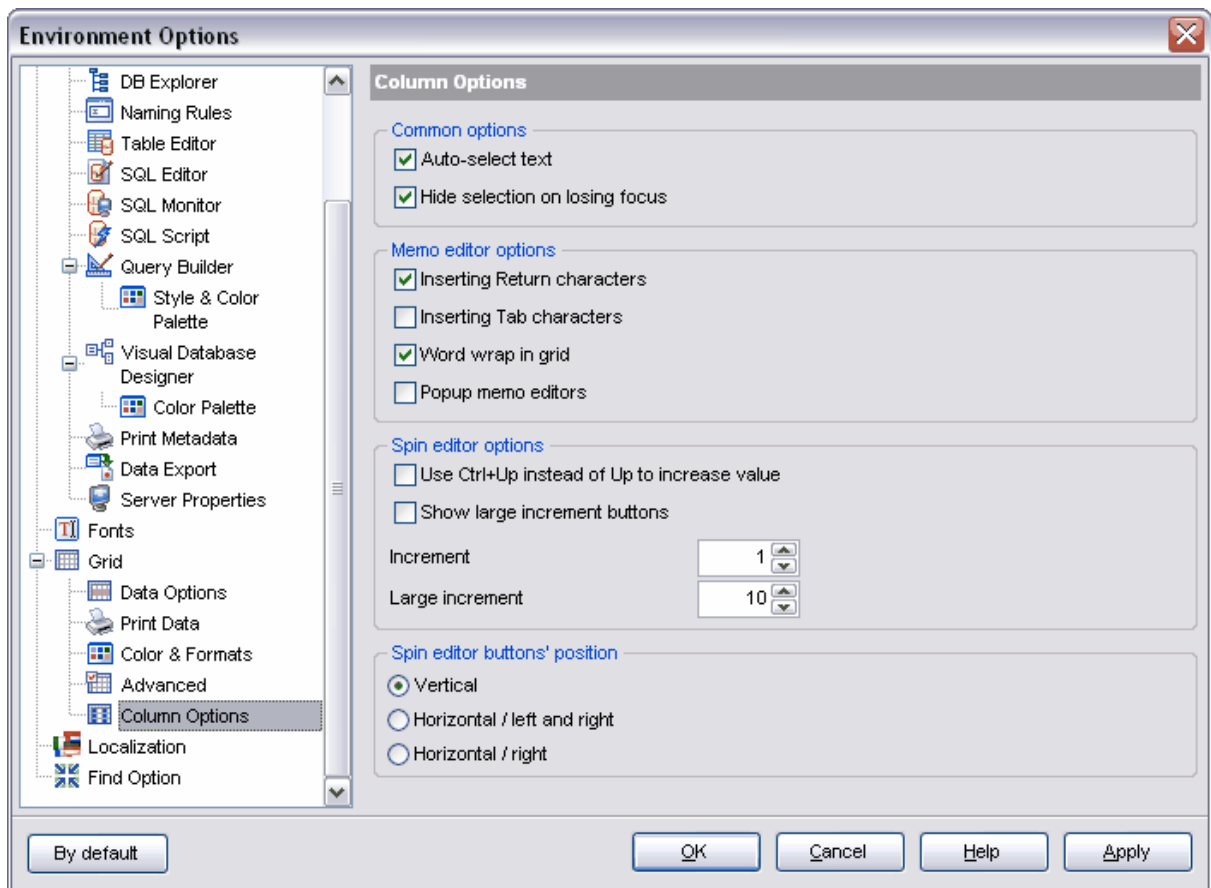 Environment Options
DB Explorer
Naming Rules
Table Editor
SQL Editor
SQL Monitor
SQL Script
Query Builder
Style & Color
Palette
Visual Database
Designer
Color Palette
Print Metadata
Data Export
Server Properties
Fonts
Grid
Data Options
Print Data
Color & Formats
Advanced
Column Options
Localization
Find Option
Column Options
Common options
Auto-select text
Hide selection on losing focus
Memo editor options
Inserting Return characters
Inserting Tab characters
Word wrap in grid
Popup memo editors
Spin editor options
Use Ctrl+Up instead of Up to increase value
Show large increment buttons
Increment 1
Large increment 10
Spin editor buttons' position
Vertical
Horizontal / left and right
Horizontal / right
By default OK Cancel Help Apply